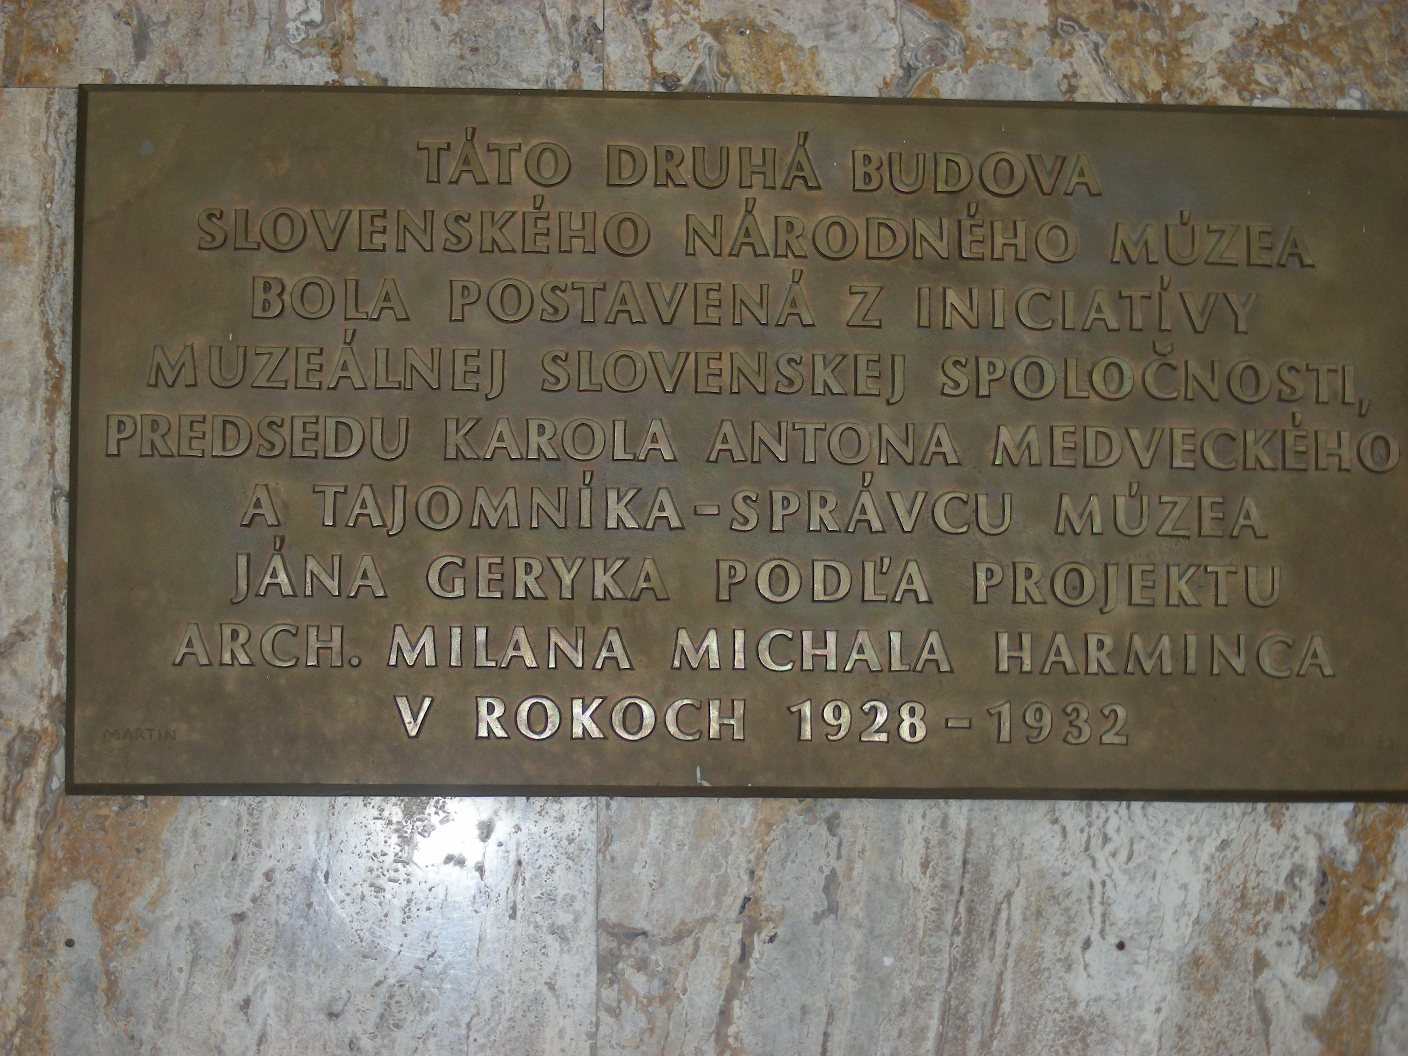 TÁTO DRUHÁ BUDOVA
SLOVENSKÉHO NÁRODNÉHO MÚZEA
BOLA POSTAVENÁ Z INICIATÍVY
MUZEÁLNEJ SLOVENSKEJ SPOLOČNOSTI,
PREDSEDU KAROLA ANTONA MEDVECKÉHO
A TAJOMNÍKA-SPRÁVCU MÚZEA
JÁNA GERYKA PODĽA PROJEKTU
ARCH. MILANA MICHALA HARMINCA
V ROKOCH 1928-1932
MARTIN